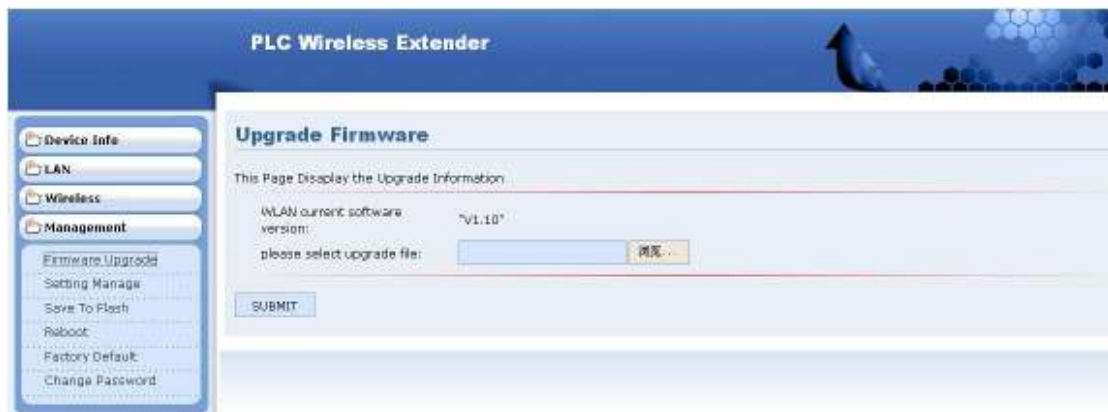 PLC Wireless Extender
Device Info
LAN
Wireless
Management
Firmware Upgrade
Setting Manage
Save To Flash
Reboot
Factory Default
Change Password
Upgrade Firmware
This Page Disaplay the Upgrade Information
WLAN current software
version:
"V1.10"
please select upgrade file:
浏览...
SUBMIT